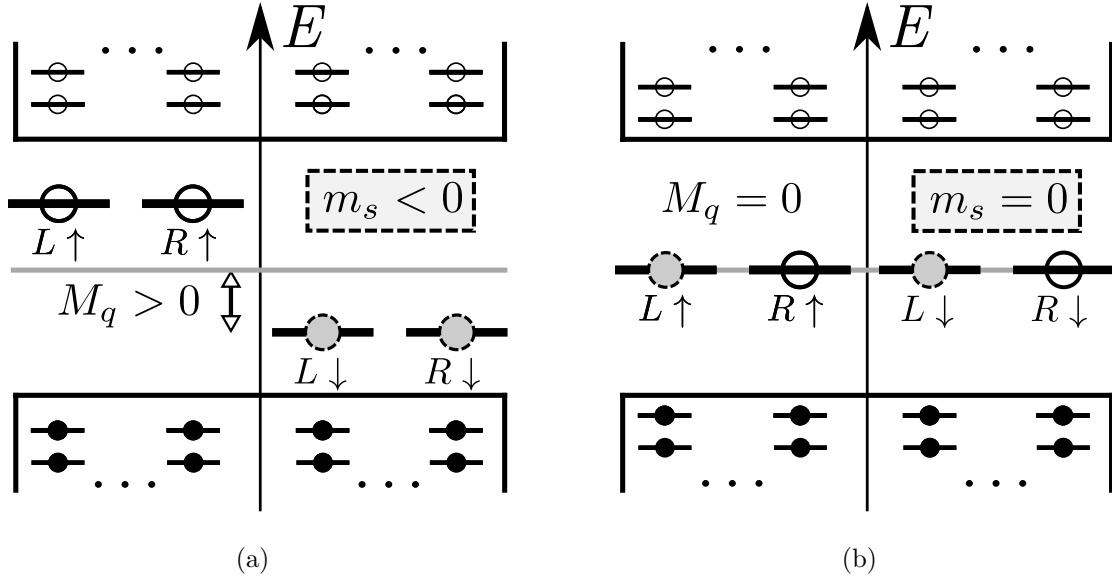 E
. . . . . .
m_s < 0
L ↑ R ↑
M_q > 0
L ↓ R ↓
. . . . . .
(a)
E
. . . . . .
M_q = 0 m_s = 0
L ↑ R ↑ L ↓ R ↓
. . . . . .
(b)